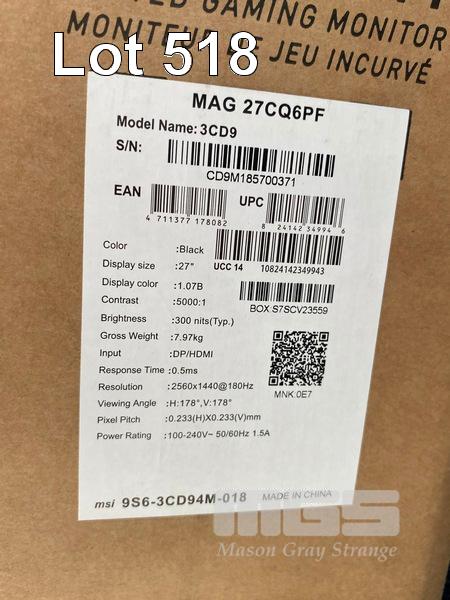 ED GAMING MONITOR
MONITEUR DE JEU INCURVÉ
Lot 518
MAG 27CQ6PF
Model Name: 3CD9
S/N:
CD9M185700371
EAN
4 711377 178082
UPC
8 24142 34994 6
UCC 14
10824142349943
Color :Black
Display size :27"
Display color :1.07B
Contrast :5000:1
Brightness :300 nits(Typ.)
Gross Weight :7.97kg
Input :DP/HDMI
Response Time :0.5ms
Resolution :2560x1440@180Hz
Viewing Angle :H:178°,V:178°
Pixel Pitch :0.233(H)X0.233(V)mm
Power Rating :100-240V~ 50/60Hz 1.5A
BOX S7SCV23559
MNK:0E7
msi 9S6-3CD94M-018 MADE IN CHINA
MGS
Mason Gray Strange